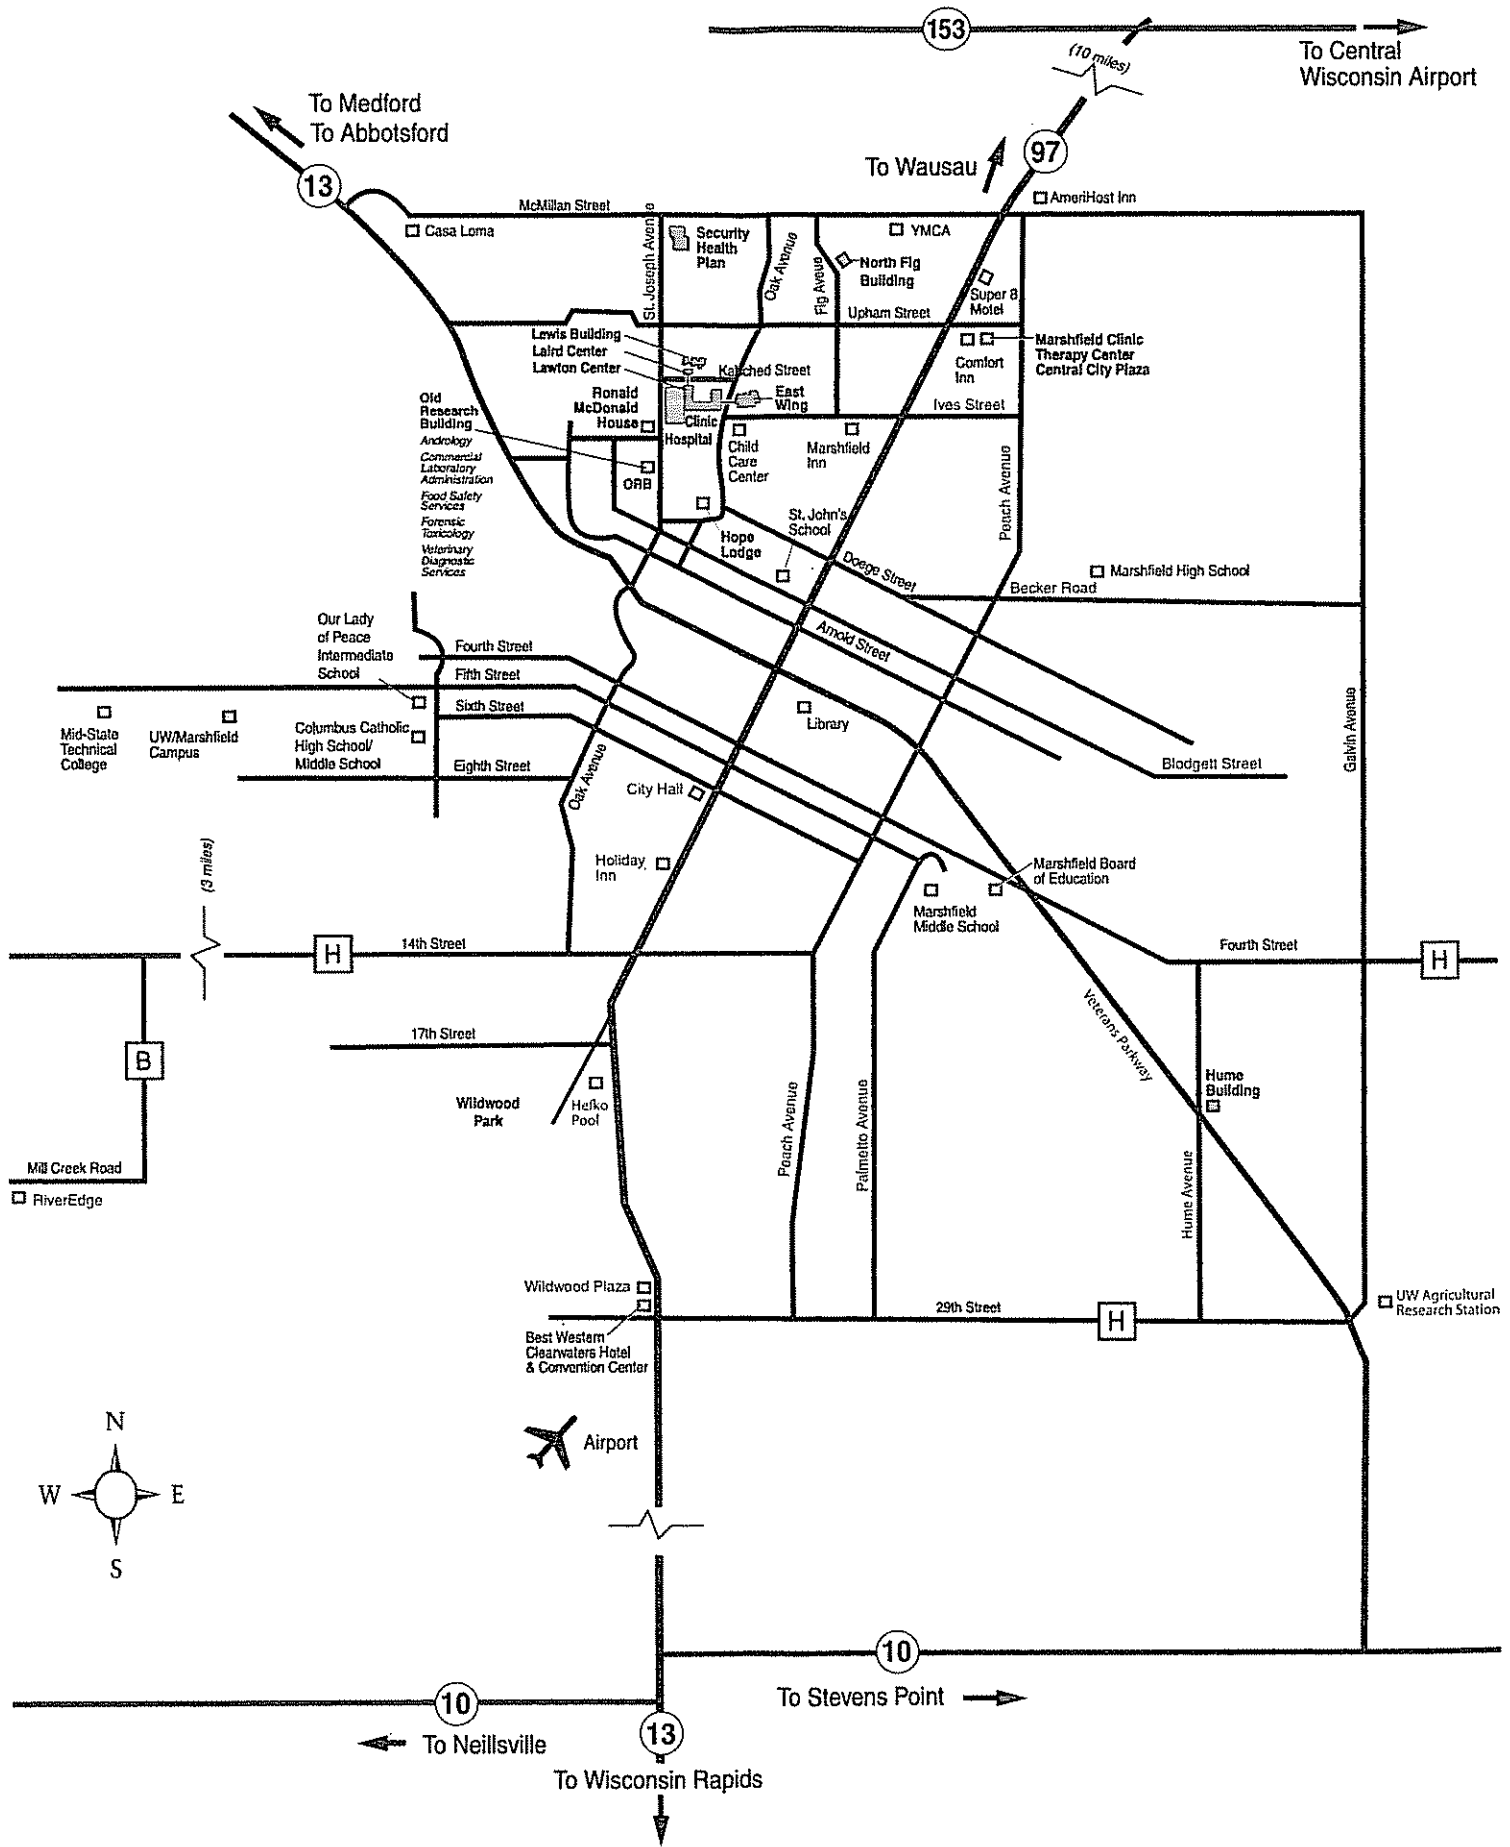 153
To Central
Wisconsin Airport
(10 miles)
To Medford
To Abbotsford
13
To Wausau
97
AmeriHost Inn
McMillan Street
Casa Loma
St. Joseph Avenue
Security
Health
Plan
Oak Avenue
Fig Aveue
YMCA
North Fig
Building
Super 8
Motel
Upham Street
Lewis Building
Laird Center
Lawton Center
Kabched Street
Marshfield Clinic
Therapy Center
Central City Plaza
Comfort
Inn
Ronald
McDonald
House
East
Wing
Ives Street
Old
Research
Building
Andrology
Commercial
Laboratory
Administration
Food Safety
Services
Forensic
Toxicology
Veterinary
Diagnostic
Services
Clinic
Hospital
Child
Care
Center
Marshfield
Inn
ORB
Peach Avenue
Hope
Lodge
St. John's
School
Doege Street
Marshfield High School
Becker Road
Arnold Street
Our Lady
of Peace
Intermediate
School
Fourth Street
Fifth Street
Sixth Street
Library
Mid-State
Technical
College
UW/Marshfield
Campus
Columbus Catholic
High School/
Middle School
Eighth Street
Oak Avenue
City Hall
Blodgett Street
Galvin Avenue
(3 miles)
Holiday
Inn
Marshfield Board
of Education
Marshfield
Middle School
H
14th Street
Fourth Street
H
17th Street
B
Veterans Parkway
Wildwood
Park
Hefko
Pool
Hume
Building
Peach Avenue
Palmetto Avenue
Hume Avenue
Mill Creek Road
RiverEdge
Wildwood Plaza
29th Street
H
UW Agricultural
Research Station
Best Western
Clearwaters Hotel
& Convention Center
Airport
N
W
E
S
10
To Stevens Point
10
To Neillsville
13
To Wisconsin Rapids